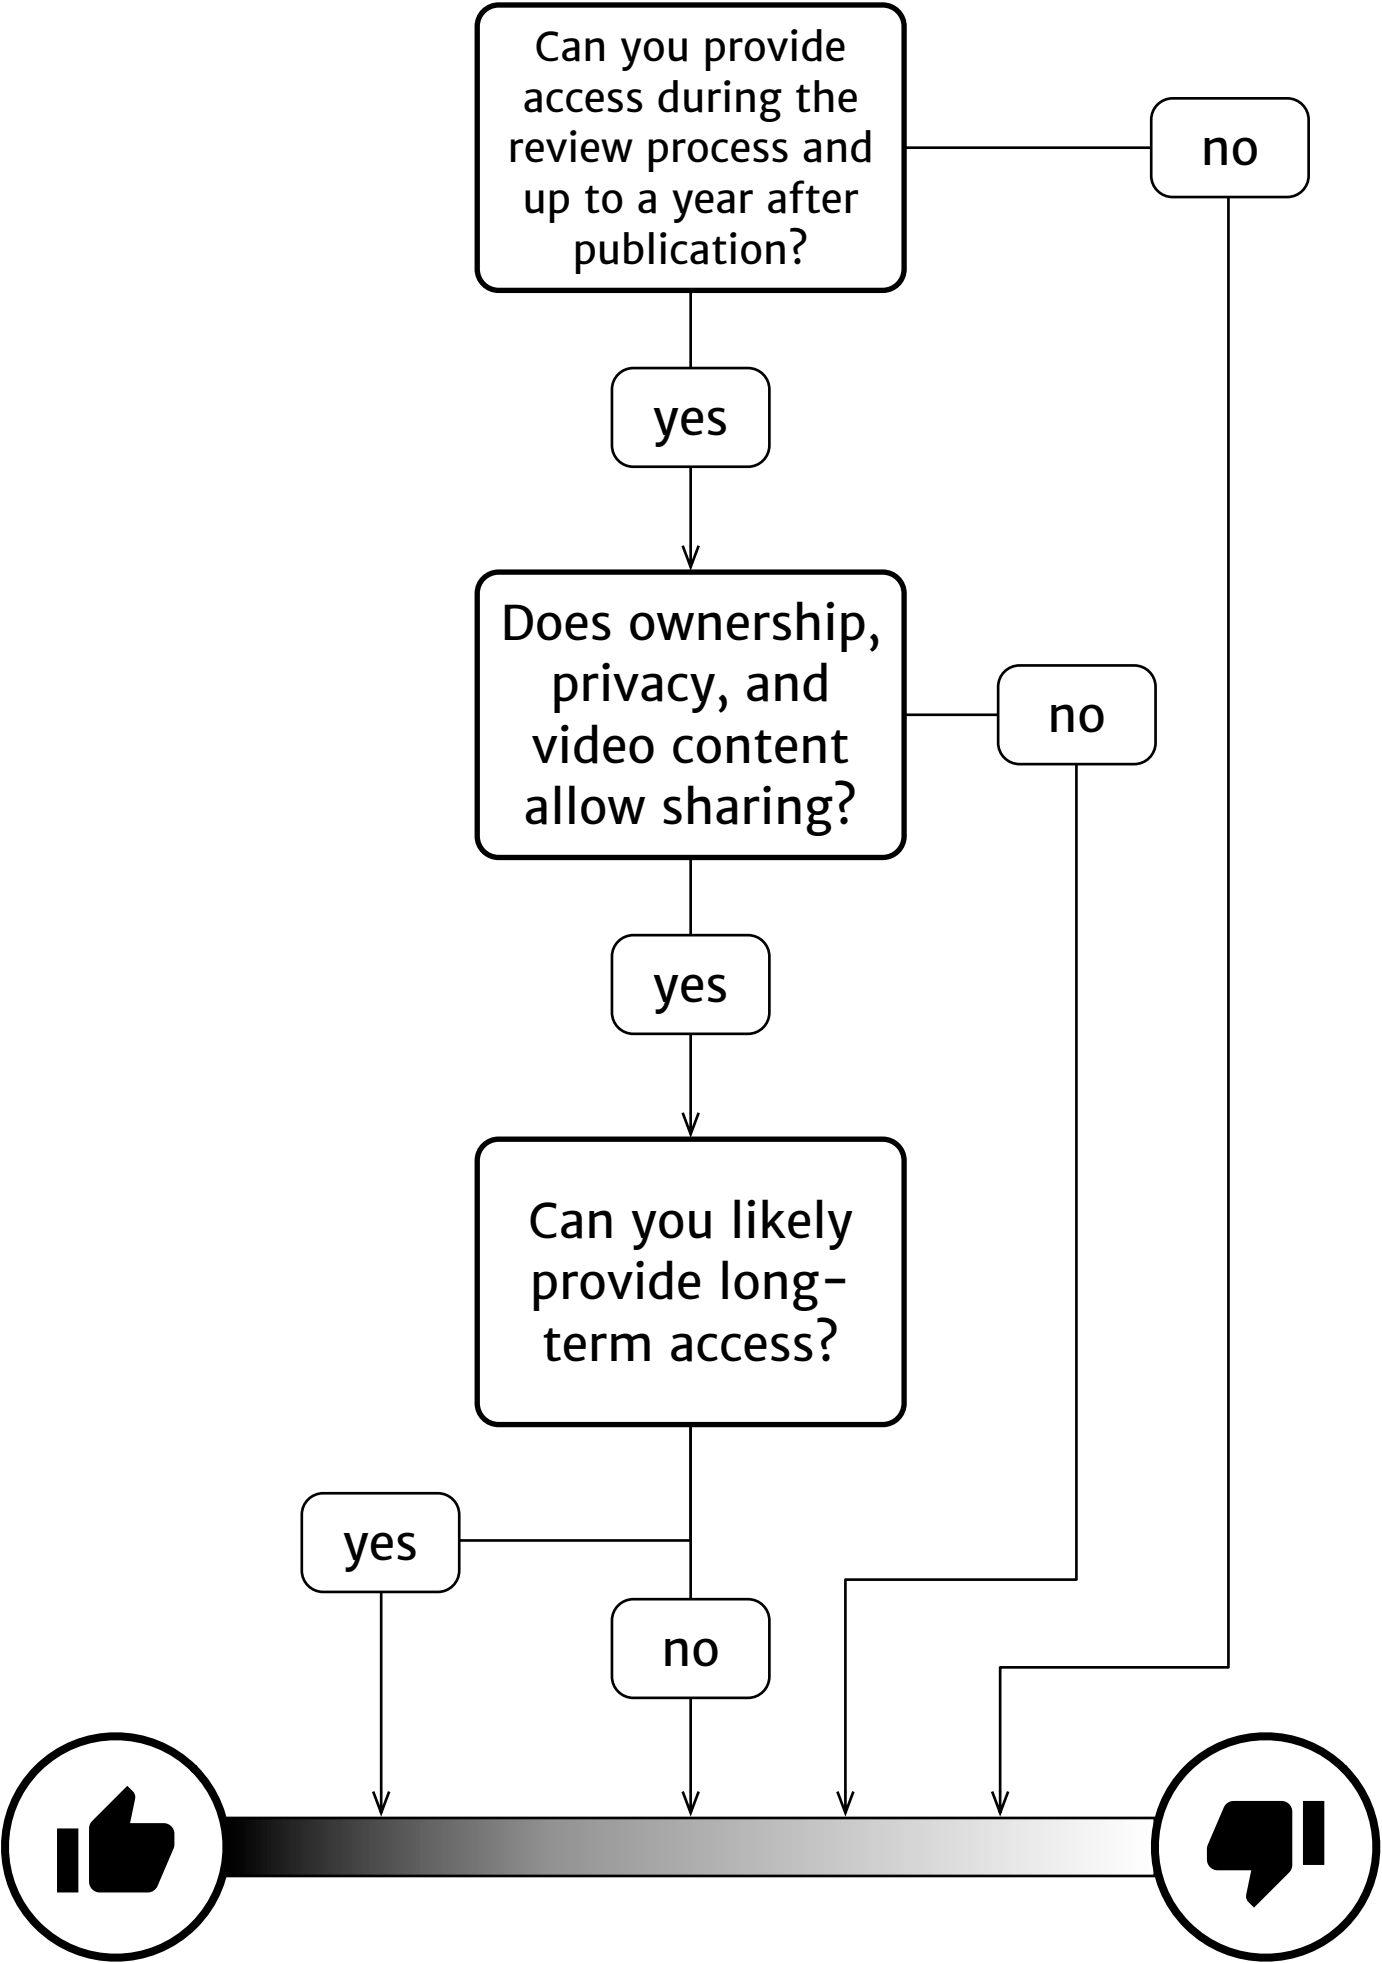 Can you provide
access during the
review process and
up to a year after
publication?
no
yes
Does ownership,
privacy, and
video content
allow sharing?
no
yes
Can you likely
provide long-
term access?
yes
no